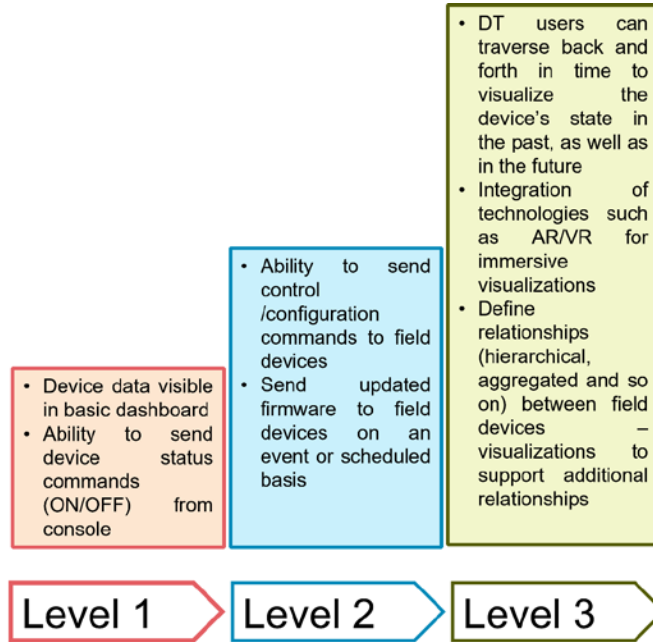 • Device data visible
in basic dashboard
• Ability to send
device status
commands
(ON/OFF) from
console
• Ability to send
control
/configuration
commands to field
devices
• Send updated
firmware to field
devices on an
event or scheduled
basis
• DT users can
traverse back and
forth in time to
visualize the
device's state in
the past, as well as
in the future
• Integration of
technologies such
as AR/VR for
immersive
visualizations
• Define
relationships
(hierarchical,
aggregated and so
on) between field
devices –
visualizations to
support additional
relationships
Level 1
Level 2
Level 3